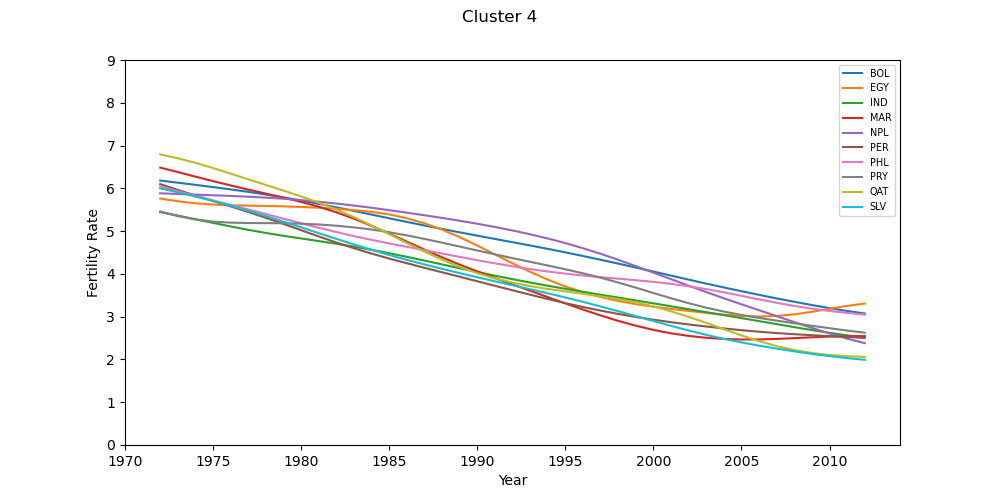 Cluster 4
9
8
7
6
5
4
3
2
1
0
Fertility Rate
1970 1975 1980 1985 1990 1995 2000 2005 2010
Year
BOL
EGY
IND
MAR
NPL
PER
PHL
PRY
QAT
SLV